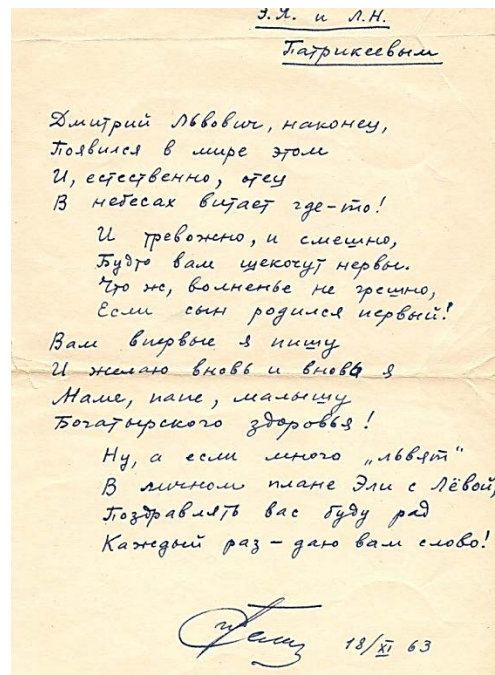 Э.Я. и Л.Н.
Патрикеевым
Дмитрий Львович, наконец,
Появился в мире этом
И, естественно, отец
В небесах витает где-то!
И тревожно, и смешно,
Будто вам щекочут нервы.
Что ж, волненье не грешно,
Если сын родился первый!
Вам впервые я пишу
И желаю вновь и вновь я
Маме, папе, малышу
Богатырского здоровья!
Ну, а если много „львят"
В личном плане Эли с Лёвой,
Поздравлять вас буду рад
Каждый раз – даю вам слово!
18/XI 63